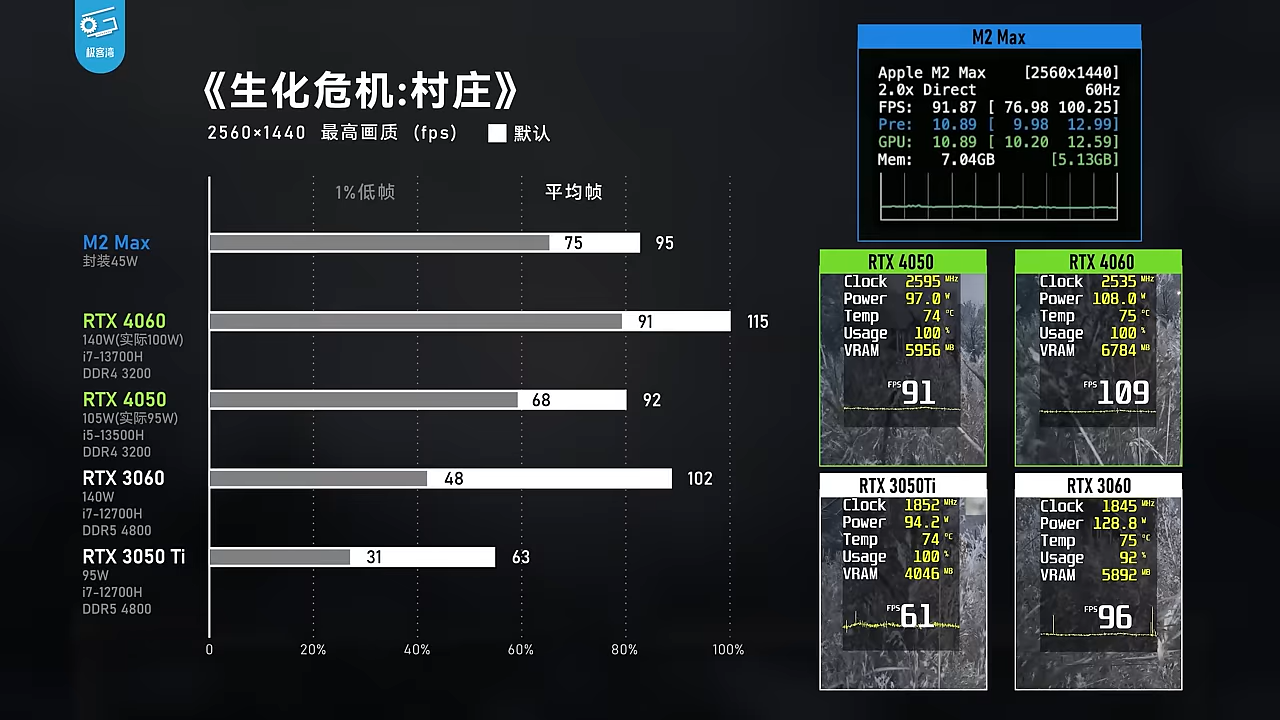 极客湾
《生化危机:村庄》
2560×1440 最高画质 (fps) 默认
1%低帧 平均帧
M2 Max 75 95
封装45W
RTX 4060 91 115
140W(实际100W)
i7-13700H
DDR4 3200
RTX 4050 68 92
105W(实际95W)
i5-13500H
DDR4 3200
RTX 3060 48 102
140W
i7-12700H
DDR5 4800
RTX 3050 Ti 31 63
95W
i7-12700H
DDR5 4800
0 20% 40% 60% 80% 100%
M2 Max
Apple M2 Max [2560x1440]
2.0x Direct 60Hz
FPS: 91.87 [ 76.98 100.25]
Pre: 10.89 [ 9.98 12.99]
GPU: 10.89 [ 10.20 12.59]
Mem: 7.04GB [5.13GB]
RTX 4050
Clock 2595 MHz
Power 97.0 W
Temp 74 °C
Usage 100 %
VRAM 5956 MB
FPS 91
RTX 4060
Clock 2535 MHz
Power 108.0 W
Temp 75 °C
Usage 100 %
VRAM 6784 MB
FPS 109
RTX 3050Ti
Clock 1852 MHz
Power 94.2 W
Temp 74 °C
Usage 100 %
VRAM 4046 MB
FPS 61
RTX 3060
Clock 1845 MHz
Power 128.8 W
Temp 75 °C
Usage 92 %
VRAM 5892 MB
FPS 96